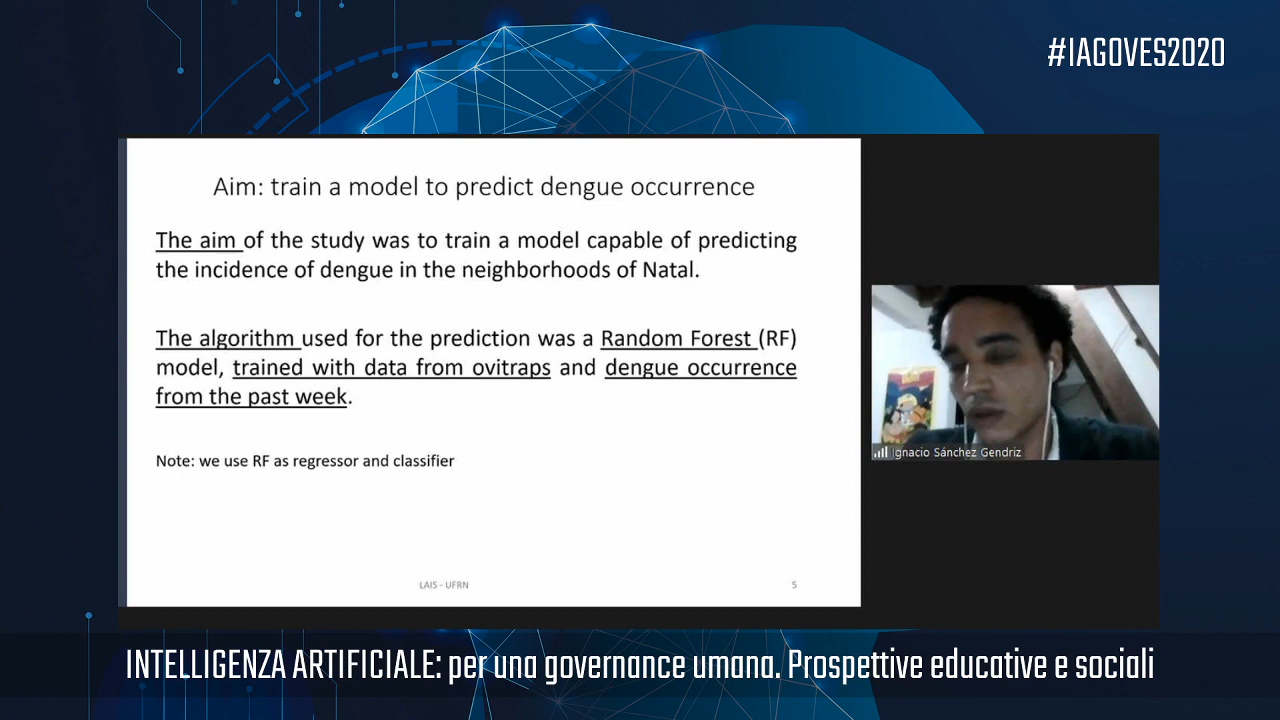 #IAGOVES2020
Aim: train a model to predict dengue occurrence
The aim of the study was to train a model capable of predicting
the incidence of dengue in the neighborhoods of Natal.
The algorithm used for the prediction was a Random Forest (RF)
model, trained with data from ovitraps and dengue occurrence
from the past week.
Note: we use RF as regressor and classifier
LAIS - UFRN
5
Ignacio Sánchez Gendriz
INTELLIGENZA ARTIFICIALE: per una governance umana. Prospettive educative e sociali